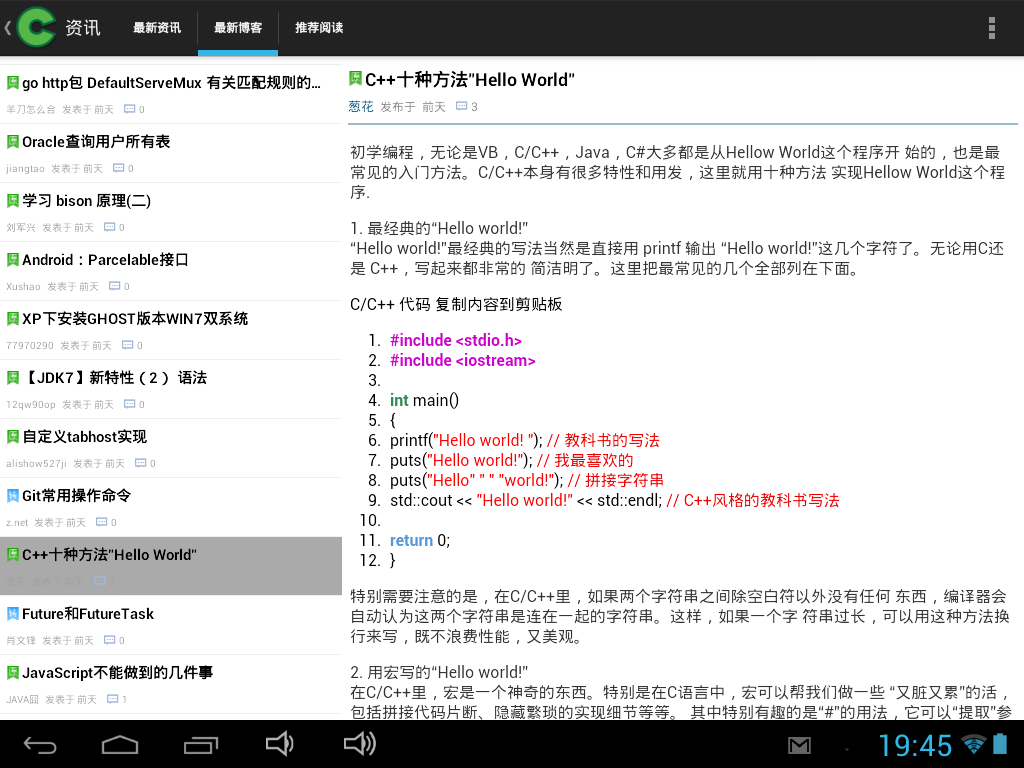 资讯
最新资讯
最新博客
推荐阅读
go http包 DefaultServeMux 有关匹配规则的...
羊刀怎么合 发表于 前天 0
Oracle查询用户所有表
jiangtao 发表于 前天 0
学习 bison 原理(二)
刘军兴 发表于 前天 0
Android：Parcelable接口
Xushao 发表于 前天 0
XP下安装GHOST版本WIN7双系统
77970290 发表于 前天 0
【JDK7】新特性（2） 语法
12qw90op 发表于 前天 0
自定义tabhost实现
alishow527ji 发表于 前天 0
Git常用操作命令
z.net 发表于 前天 0
C++十种方法"Hello World"
葱花 发表于 前天 3
Future和FutureTask
肖文锋 发表于 前天 0
JavaScript不能做到的几件事
JAVA囧 发表于 前天 1
C++十种方法"Hello World"
葱花 发布于 前天 3
初学编程，无论是VB，C/C++，Java，C#大多都是从Hellow World这个程序开 始的，也是最
常见的入门方法。C/C++本身有很多特性和用发，这里就用十种方法 实现Hellow World这个程
序.
1. 最经典的“Hello world!”
“Hello world!”最经典的写法当然是直接用 printf 输出 “Hello world!”这几个字符了。无论用C还
是 C++，写起来都非常的 简洁明了。这里把最常见的几个全部列在下面。
C/C++ 代码 复制内容到剪贴板
1. #include <stdio.h>
2. #include <iostream>
3.
4. int main()
5. {
6. printf("Hello world! "); // 教科书的写法
7. puts("Hello world!"); // 我最喜欢的
8. puts("Hello" " " "world!"); // 拼接字符串
9. std::cout << "Hello world!" << std::endl; // C++风格的教科书写法
10.
11. return 0;
12. }
特别需要注意的是，在C/C++里，如果两个字符串之间除空白符以外没有任何 东西，编译器会
自动认为这两个字符串是连在一起的字符串。这样，如果一个字 符串过长，可以用这种方法换
行来写，既不浪费性能，又美观。
2. 用宏写的“Hello world!”
在C/C++里，宏是一个神奇的东西。特别是在C语言中，宏可以帮我们做一些 “又脏又累”的活，
包括拼接代码片断、隐藏繁琐的实现细节等等。 其中特别有趣的是“#”的用法，它可以“提取”参
19:45